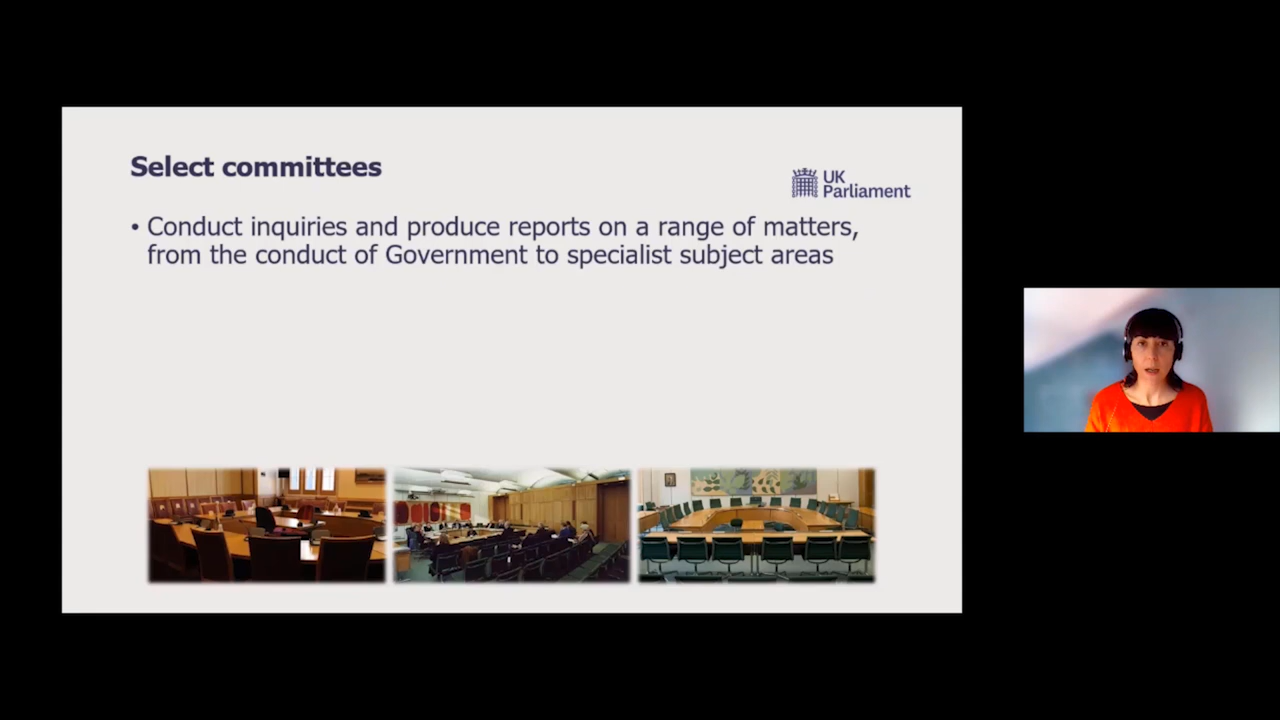 Select committees
UK
Parliament
• Conduct inquiries and produce reports on a range of matters,
from the conduct of Government to specialist subject areas